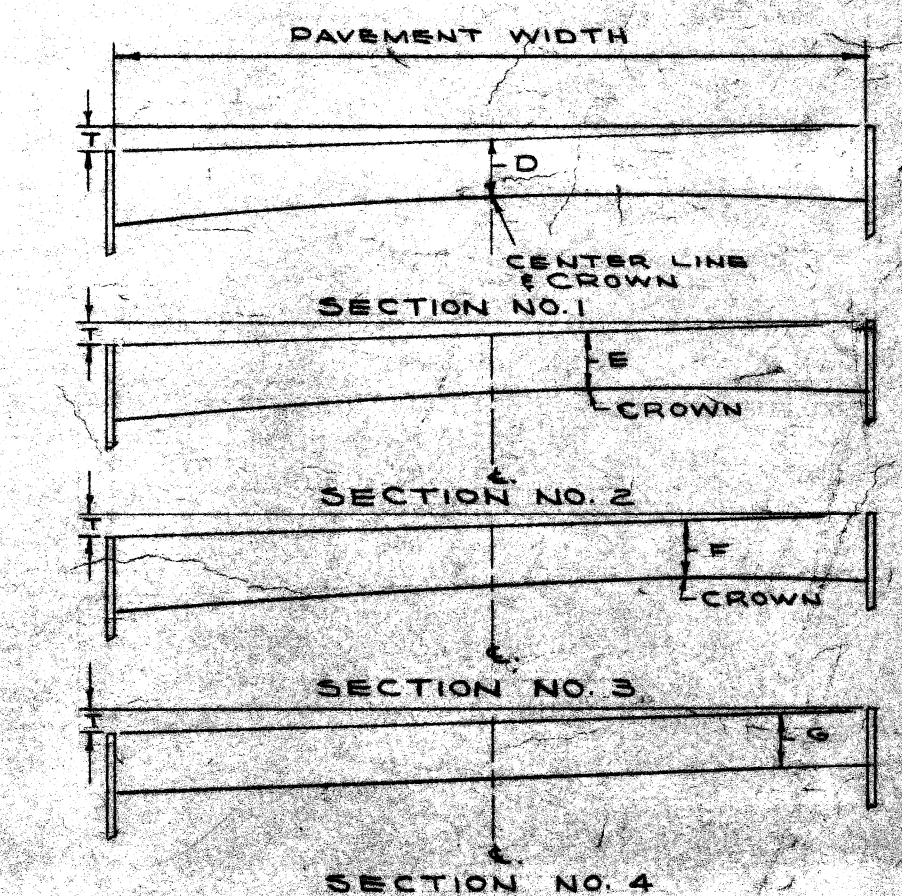 PAVEMENT WIDTH
T
D
CENTER LINE
& CROWN
SECTION NO. 1
T
E
CROWN
℄.
SECTION NO. 2
T
F
CROWN
℄.
SECTION NO. 3
T
G
℄.
SECTION NO. 4